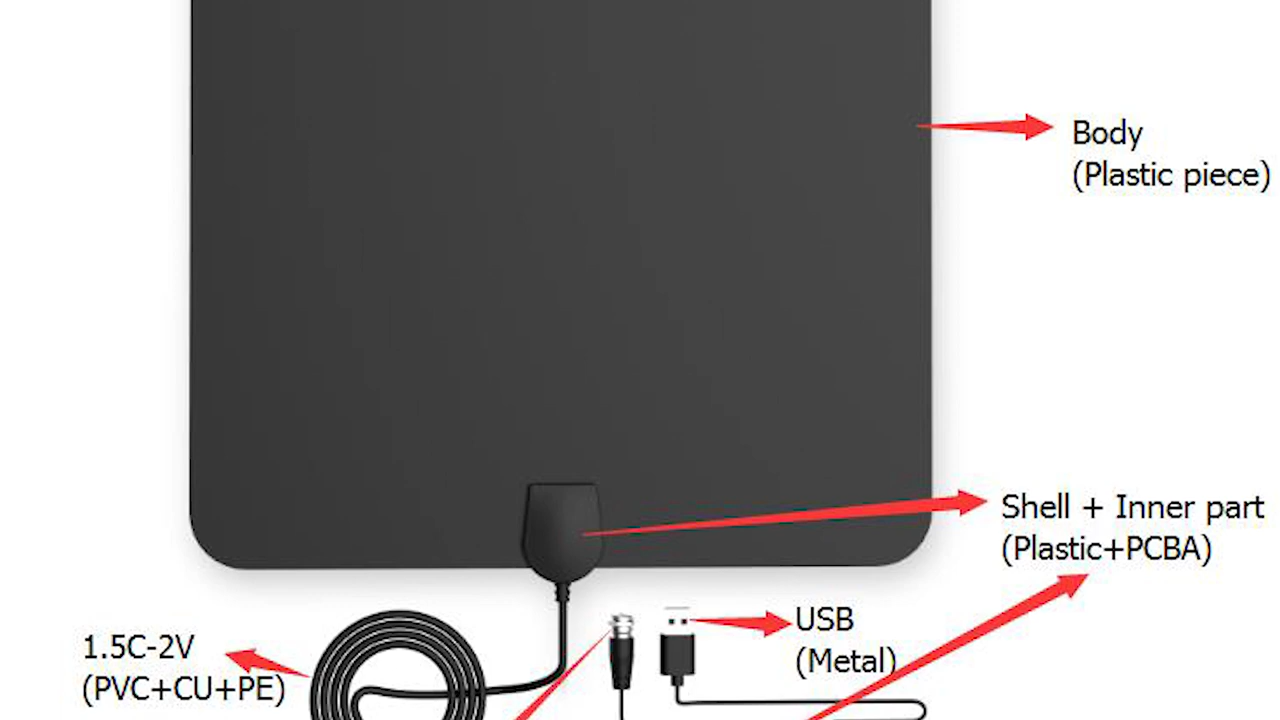 Body
(Plastic piece)
Shell + Inner part
(Plastic+PCBA)
USB
(Metal)
1.5C-2V
(PVC+CU+PE)